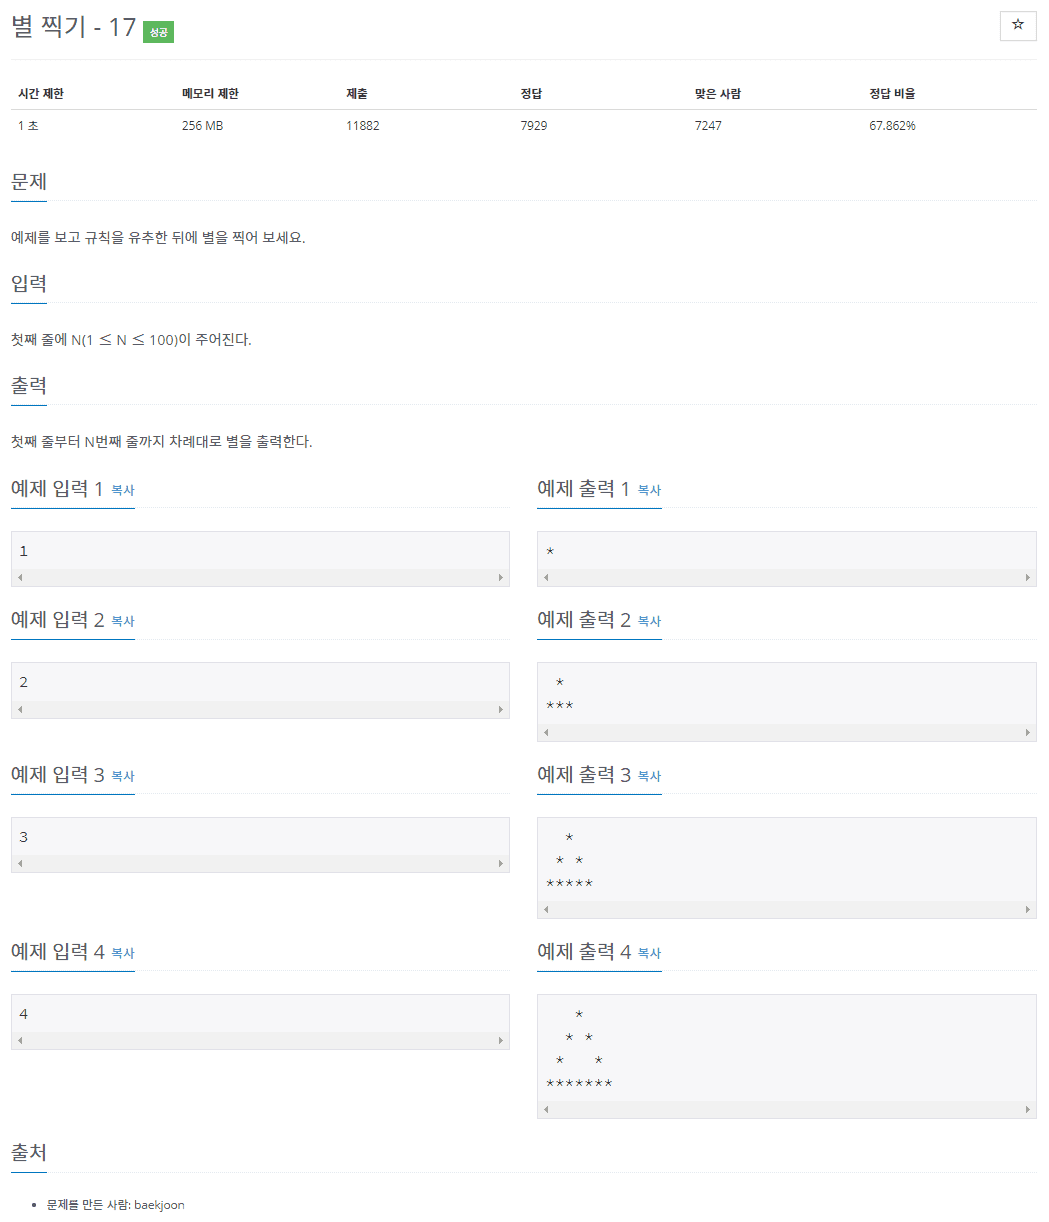 별 찍기 - 17 성공
☆
시간 제한 메모리 제한 제출 정답 맞은 사람 정답 비율
1 초 256 MB 11882 7929 7247 67.862%
문제
예제를 보고 규칙을 유추한 뒤에 별을 찍어 보세요.
입력
첫째 줄에 N(1 ≤ N ≤ 100)이 주어진다.
출력
첫째 줄부터 N번째 줄까지 차례대로 별을 출력한다.
예제 입력 1 복사
1
예제 출력 1 복사
*
예제 입력 2 복사
2
예제 출력 2 복사
 *
***
예제 입력 3 복사
3
예제 출력 3 복사
  *
 * *
*****
예제 입력 4 복사
4
예제 출력 4 복사
   *
  * *
 *   *
*******
출처
• 문제를 만든 사람: baekjoon